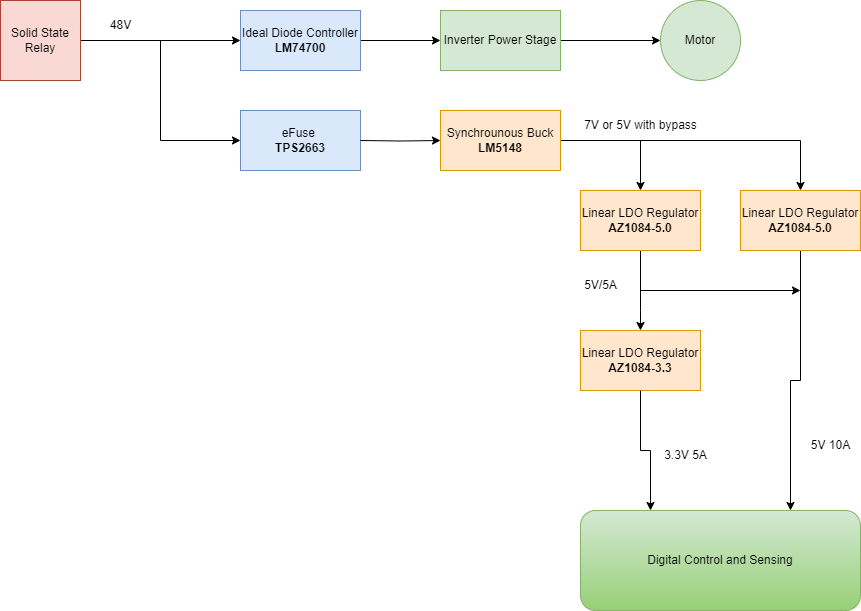 Solid State
Relay
48V
Ideal Diode Controller
LM74700
Inverter Power Stage
Motor
eFuse
TPS2663
Synchrounous Buck
LM5148
7V or 5V with bypass
Linear LDO Regulator
AZ1084-5.0
Linear LDO Regulator
AZ1084-5.0
5V/5A
Linear LDO Regulator
AZ1084-3.3
3.3V 5A
5V 10A
Digital Control and Sensing